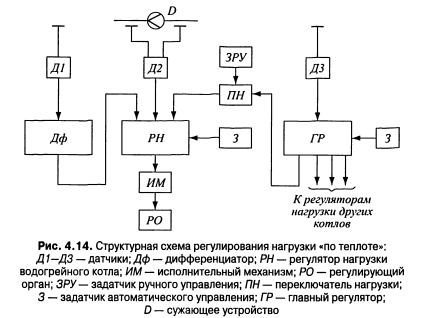 D
Д1
Д2
ЗРУ
Д3
ПН
Дф
РН
З
ГР
З
ИМ
РО
К регуляторам
нагрузки других
котлов
Рис. 4.14. Структурная схема регулирования нагрузки «по теплоте»:
Д1—Д3 — датчики; Дф — дифференциатор; РН — регулятор нагрузки
водогрейного котла; ИМ — исполнительный механизм; РО — регулирующий
орган; ЗРУ — задатчик ручного управления; ПН — переключатель нагрузки;
З — задатчик автоматического управления; ГР — главный регулятор;
D — сужающее устройство